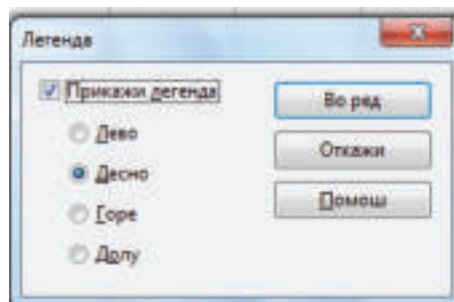 Легенда
Прикажи легенда
Лево
Десно
Горе
Долу
Во ред
Откажи
Помош